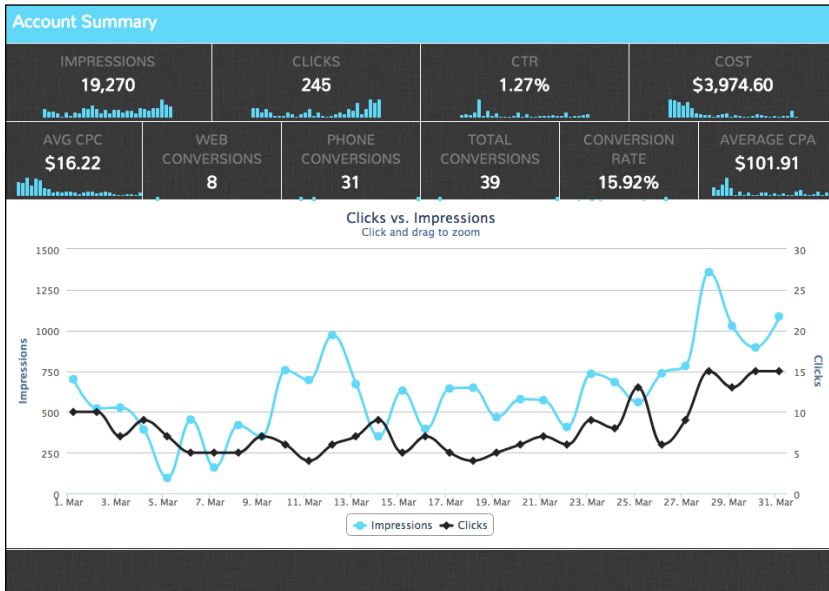 Account Summary
IMPRESSIONS
19,270
CLICKS
245
CTR
1.27%
COST
$3,974.60
AVG CPC
$16.22
WEB
CONVERSIONS
8
PHONE
CONVERSIONS
31
TOTAL
CONVERSIONS
39
CONVERSION
RATE
15.92%
AVERAGE CPA
$101.91
Clicks vs. Impressions
Click and drag to zoom
1500
1250
1000
750
500
250
0
Impressions
30
25
20
15
10
5
0
Clicks
1. Mar 3. Mar 5. Mar 7. Mar 9. Mar 11. Mar 13. Mar 15. Mar 17. Mar 19. Mar 21. Mar 23. Mar 25. Mar 27. Mar 29. Mar 31. Mar
Impressions Clicks